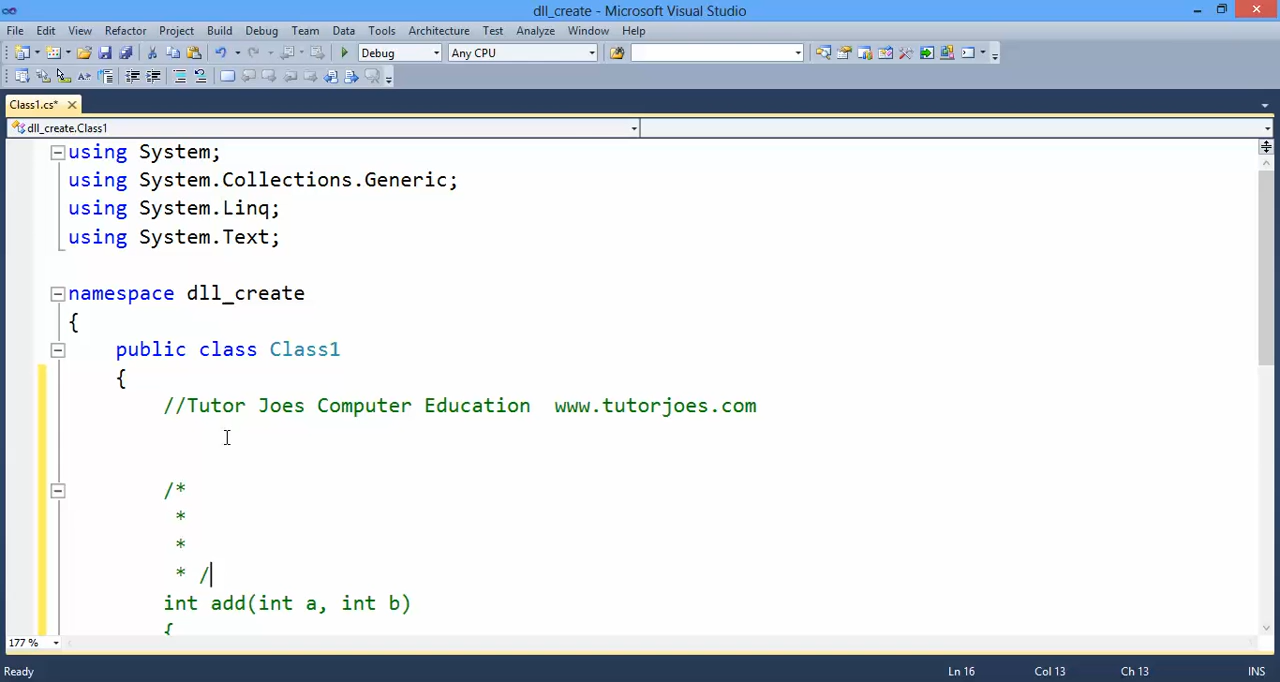 dll_create - Microsoft Visual Studio
File Edit View Refactor Project Build Debug Team Data Tools Architecture Test Analyze Window Help
Debug Any CPU
Class1.cs*
dll_create.Class1
using System;
using System.Collections.Generic;
using System.Linq;
using System.Text;
namespace dll_create
{
public class Class1
{
//Tutor Joes Computer Education www.tutorjoes.com
/*
*
*
* /
int add(int a, int b)
{
177 %
Ready Ln 16 Col 13 Ch 13 INS